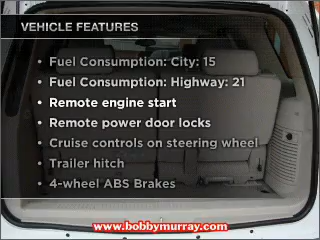 VEHICLE FEATURES
• Fuel Consumption: City: 15
• Fuel Consumption: Highway: 21
• Remote engine start
• Remote power door locks
• Cruise controls on steering wheel
• Trailer hitch
• 4-wheel ABS Brakes
www.bobbymurray.com